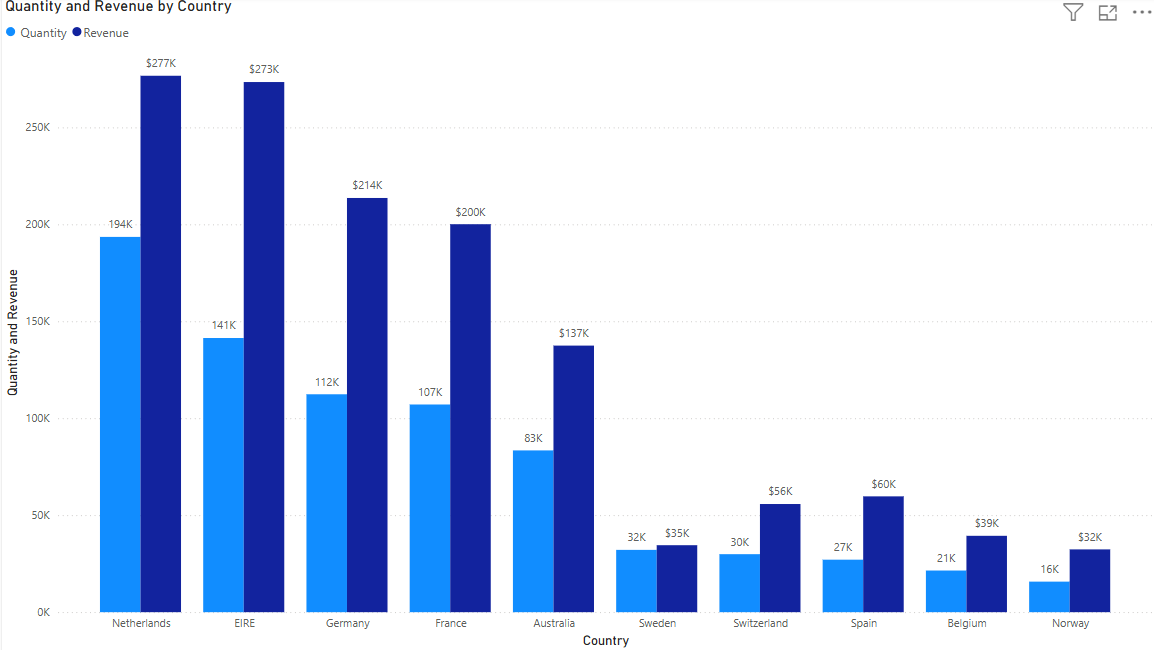 Quantity and Revenue by Country
Quantity Revenue
$277K
$273K
250K
$214K
$200K
200K
194K
150K
141K
$137K
112K
107K
100K
83K
$60K
$56K
50K
$39K
32K
$35K
30K
27K
21K
16K
$32K
0K
Netherlands EIRE Germany France Australia Sweden Switzerland Spain Belgium Norway
Country
Quantity and Revenue